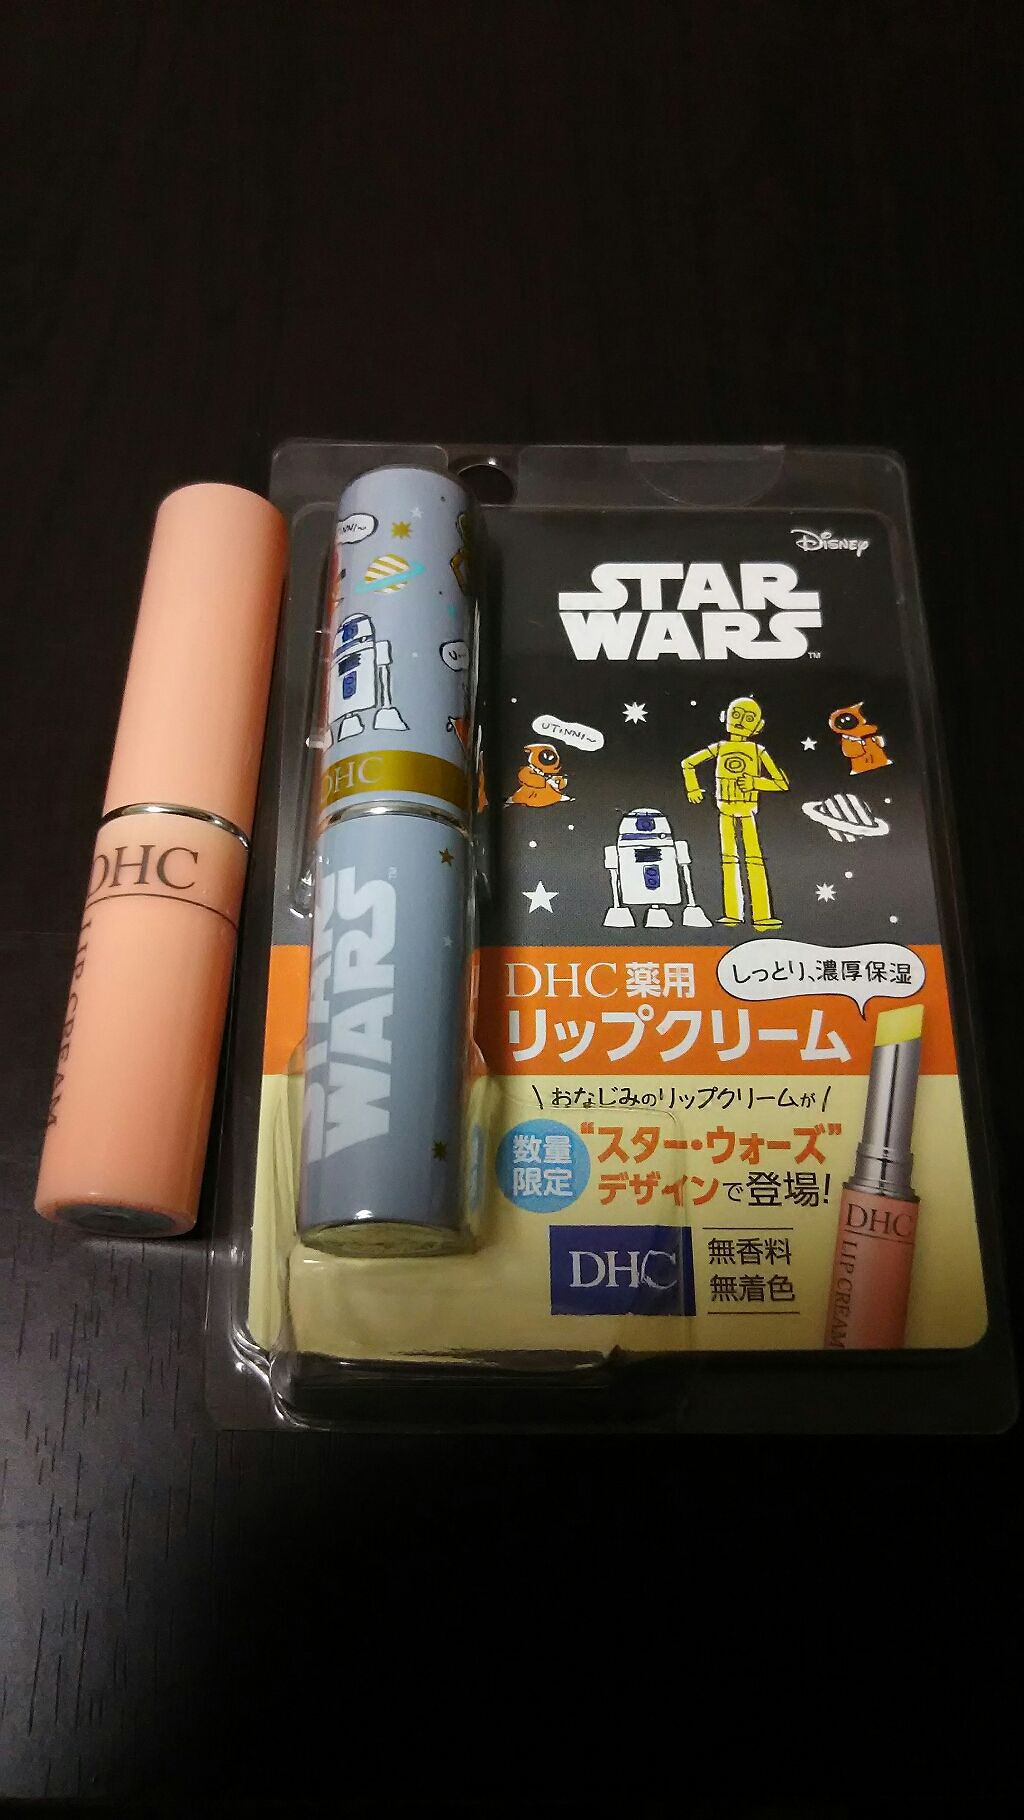 DHC
LIP CREAM
DHC
STAR
WARS
™
Disney
STAR
WARS
™
UTINNI~
DHC 薬用
リップクリーム
しっとり、濃厚保湿
おなじみのリップクリームが
数量
限定
"スター・ウォーズ"
デザインで登場!
DHC
無香料
無着色
DHC
LIP CREAM